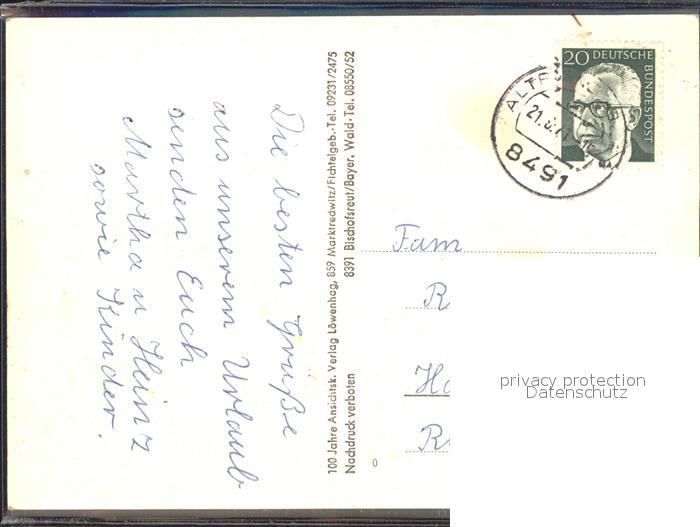 Die besten Grüße
aus unserem Urlaub
senden Euch
Martha u Heinz
sowie Kinder.
100 Jahre Ansichtsk. Verlag Löwenhag, 859 Marktredwitz/Fichtelgeb.-Tel. 09231/2475
8391 Bischofsreut/Bayer. Wald-Tel. 08550/52
Nachdruck verboten
20 DEUTSCHE
BUNDESPOST
8491
Fam
R
Ha
R
privacy protection
Datenschutz